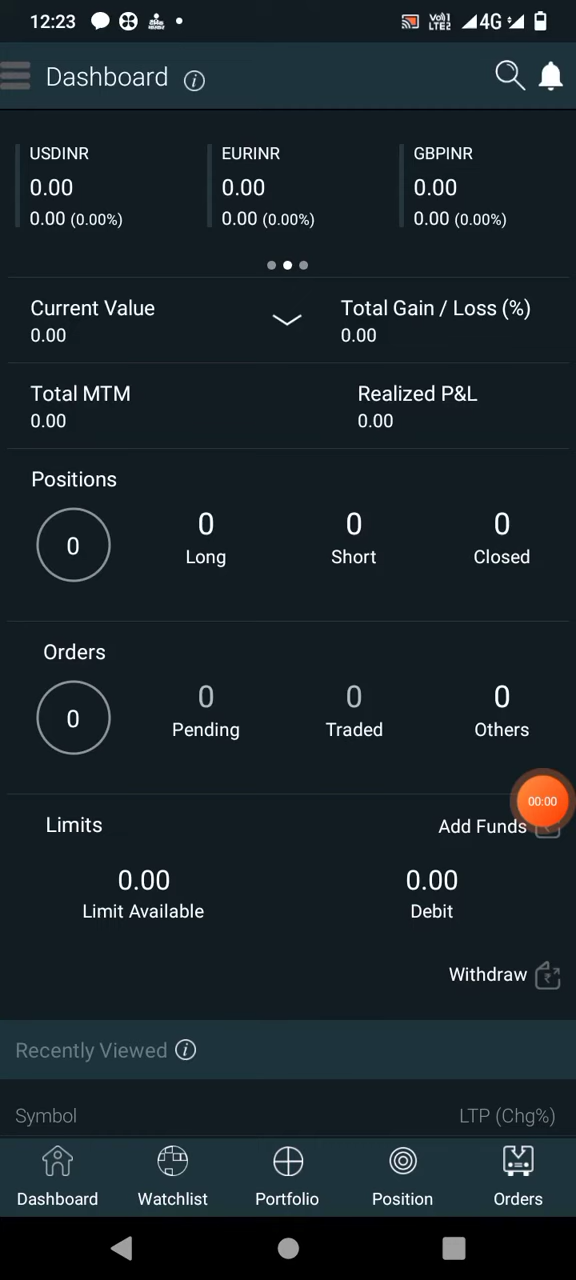 12:23 Vo)) 1 LTE2 4G
Dashboard
USDINR EURINR GBPINR
0.00 0.00 0.00
0.00 (0.00%) 0.00 (0.00%) 0.00 (0.00%)
Current Value Total Gain / Loss (%)
0.00 0.00
Total MTM Realized P&L
0.00 0.00
Positions
0 0 0 0
Long Short Closed
Orders
0 0 0 0
Pending Traded Others
00:00
Limits Add Funds
0.00 0.00
Limit Available Debit
Withdraw ₹
Recently Viewed
Symbol LTP (Chg%)
Dashboard Watchlist Portfolio Position Orders